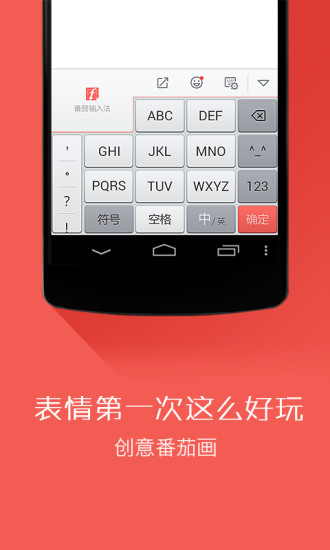 番茄输入法
ABC DEF
, GHI JKL MNO ^_^
。 PQRS TUV WXYZ 123
?
! 符号 空格 中/英 确定
表情第一次这么好玩
创意番茄画